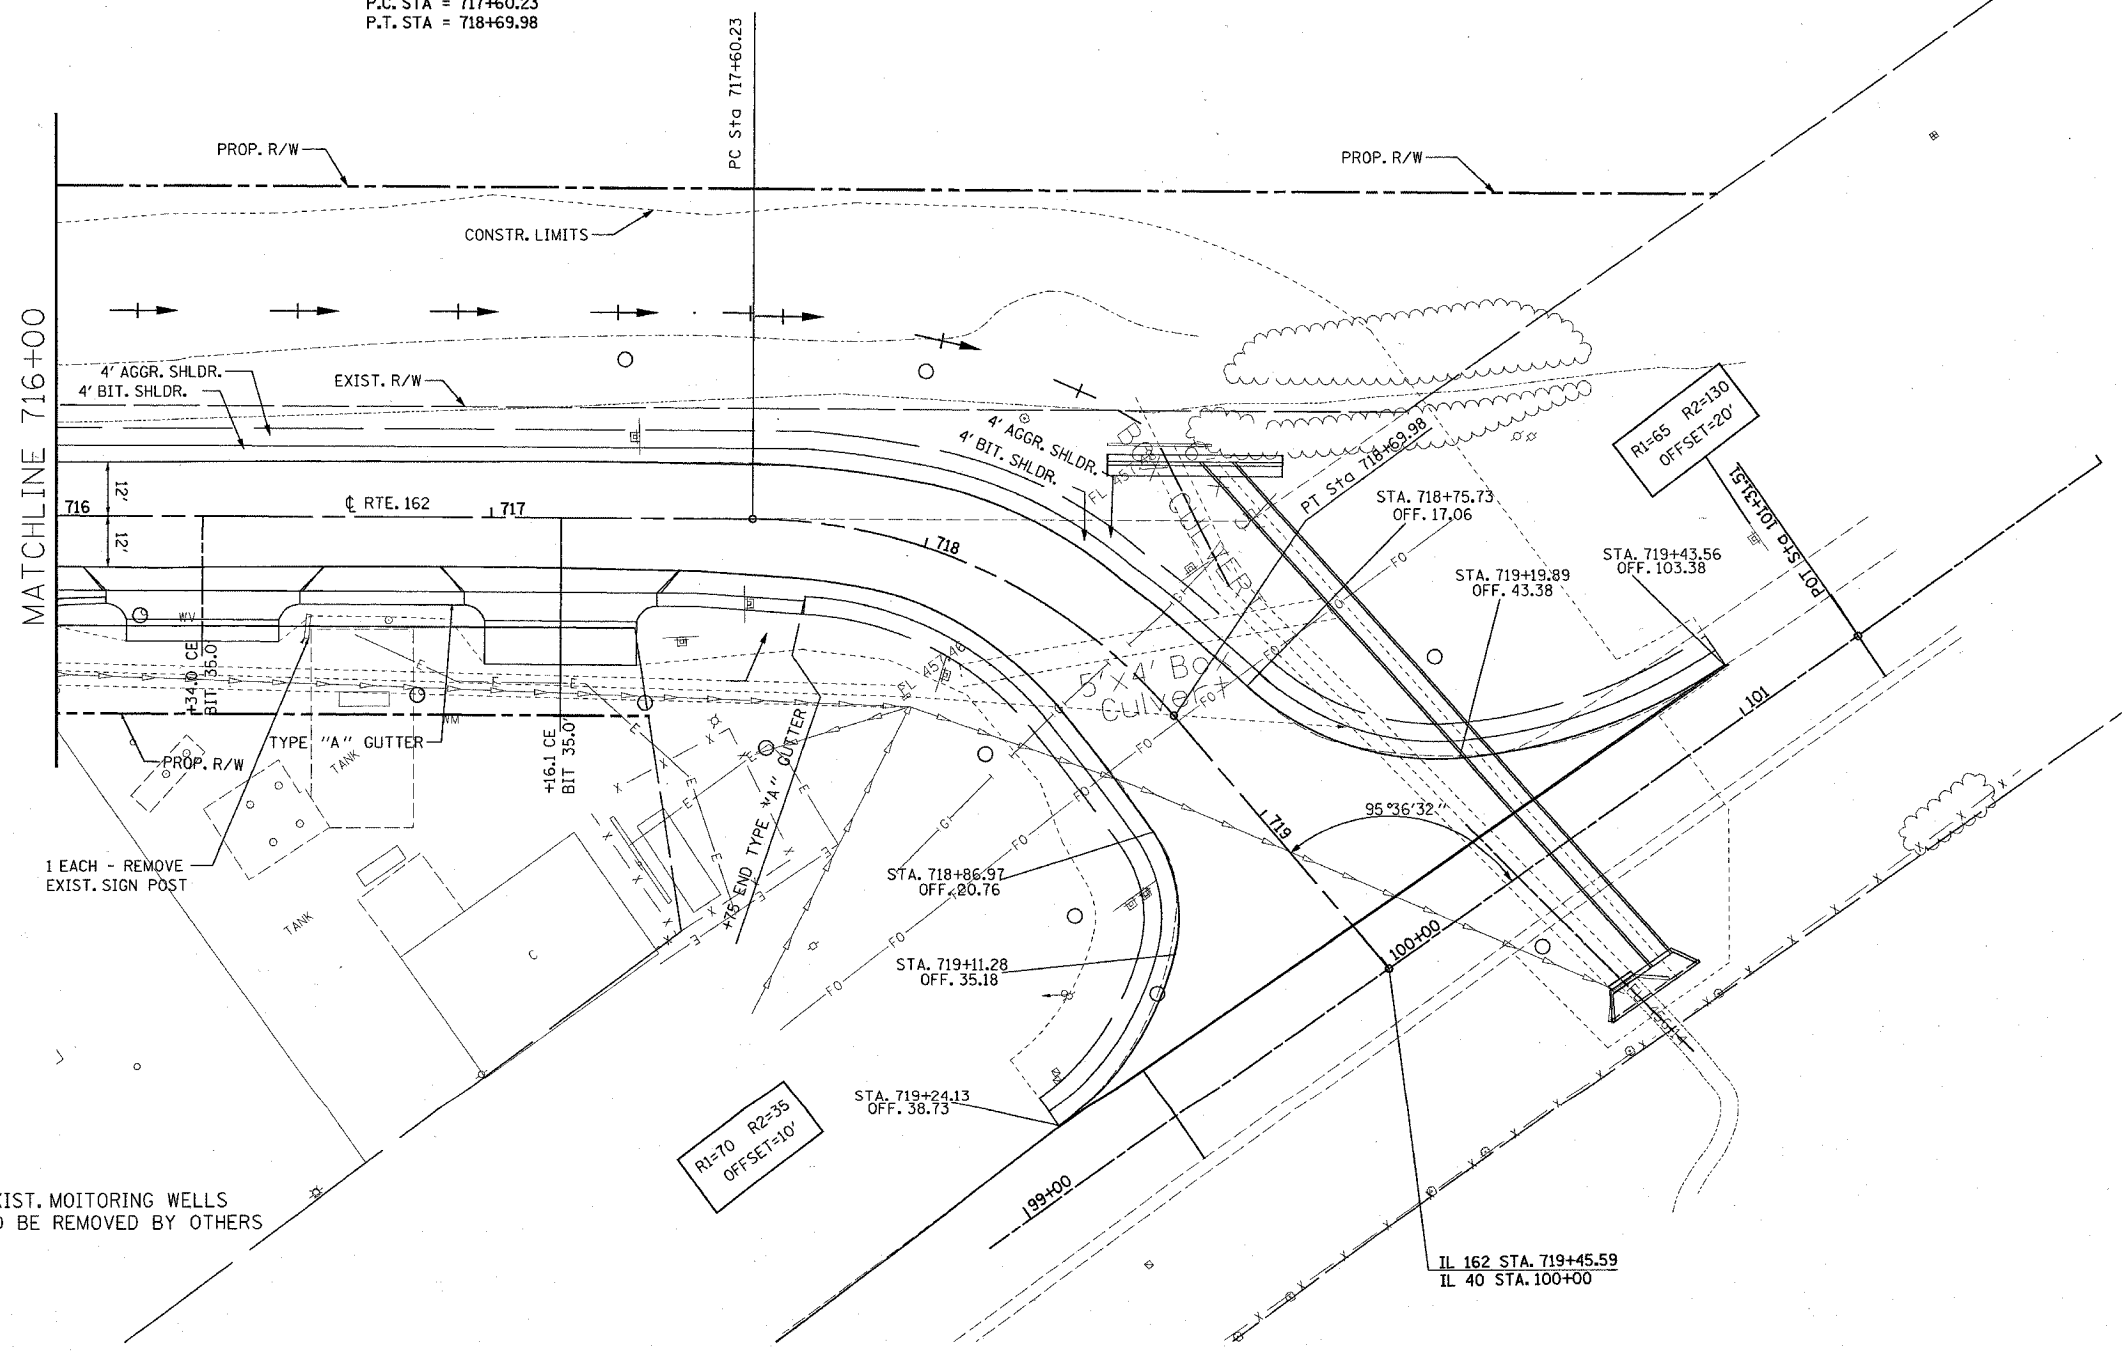 P.C. STA = 717+60.23
P.T. STA = 718+69.98
PC Sta 717+60.23
PROP. R/W
PROP. R/W
CONSTR. LIMITS
MATCHLINE 716+00
4' AGGR. SHLDR.
4' BIT. SHLDR.
EXIST. R/W
4' AGGR. SHLDR.
4' BIT. SHLDR.
R1=65 R2=130
OFFSET=20'
PT Sta 718+69.98
POT Sta 101+31.51
12'
12'
716
℄ RTE. 162
717
718
STA. 718+75.73
OFF. 17.06
STA. 719+43.56
OFF. 103.38
STA. 719+19.89
OFF. 43.38
CULVERT
FL 457.46
5'x4' Box
Culvert
WV
+34.0 CE
BIT 35.0'
WM
TYPE "A" GUTTER
PROP. R/W
TANK
+16.1 CE
BIT 35.0'
+75 END TYPE "A" GUTTER
101
719
95°36'32"
1 EACH - REMOVE
EXIST. SIGN POST
TANK
C
STA. 718+86.97
OFF. 20.76
100+00
STA. 719+11.28
OFF. 35.18
STA. 719+24.13
OFF. 38.73
R1=70 R2=35
OFFSET=10'
99+00
MOITORING WELLS
BE REMOVED BY OTHERS
IL 162 STA. 719+45.59
IL 40 STA. 100+00